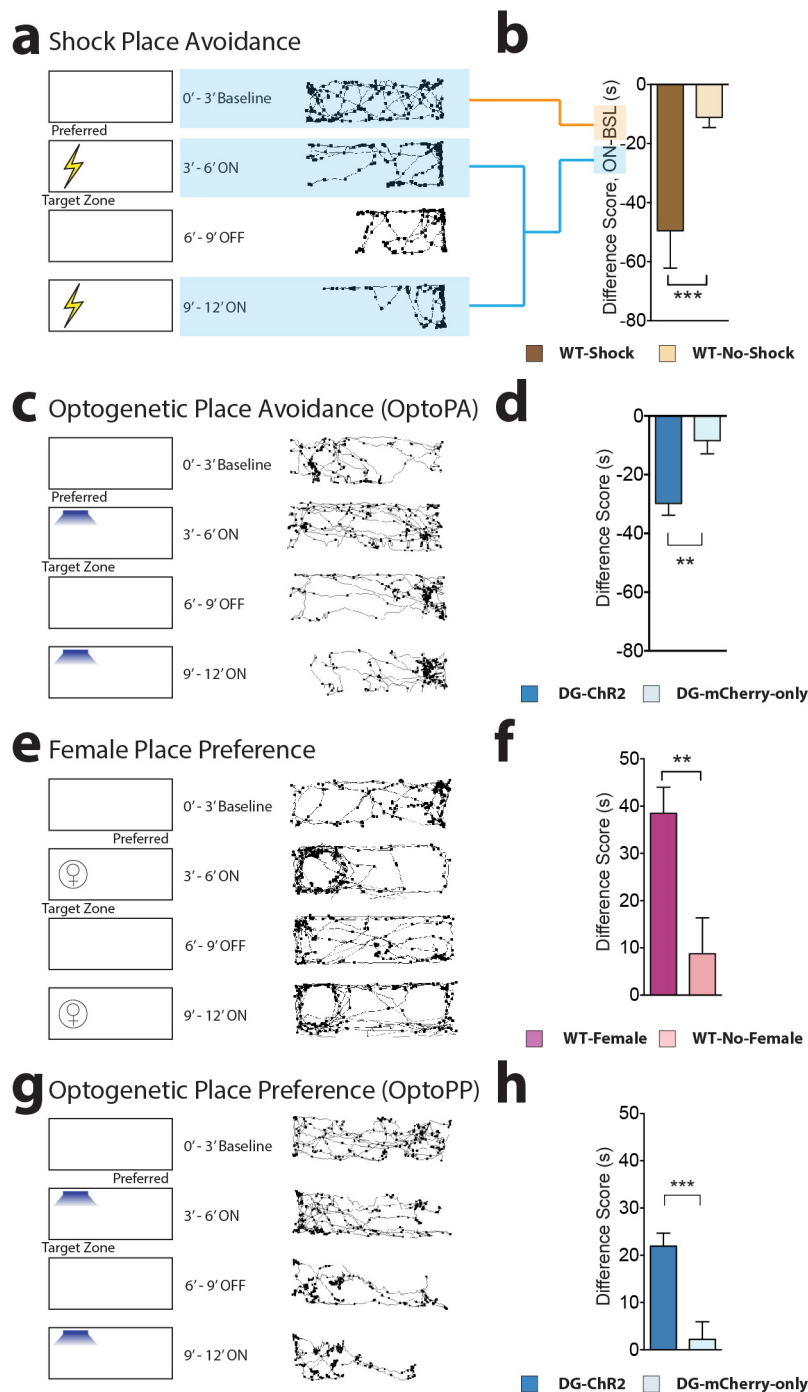 a Shock Place Avoidance
0’ - 3’ Baseline
Preferred
3’ - 6’ ON
Target Zone
6’ - 9’ OFF
9’ - 12’ ON
b
Difference Score, ON-BSL (s)
0
-20
-40
-60
-80
***
WT-Shock WT-No-Shock
c Optogenetic Place Avoidance (OptoPA)
0’ - 3’ Baseline
Preferred
3’ - 6’ ON
Target Zone
6’ - 9’ OFF
9’ - 12’ ON
d
Difference Score (s)
0
-20
-40
-60
-80
**
DG-ChR2 DG-mCherry-only
e Female Place Preference
0’ - 3’ Baseline
Preferred
3’ - 6’ ON
Target Zone
6’ - 9’ OFF
9’ - 12’ ON
f
Difference Score (s)
50
40
30
20
10
0
**
WT-Female WT-No-Female
g Optogenetic Place Preference (OptoPP)
0’ - 3’ Baseline
Preferred
3’ - 6’ ON
Target Zone
6’ - 9’ OFF
9’ - 12’ ON
h
Difference Score (s)
50
40
30
20
10
0
***
DG-ChR2 DG-mCherry-only